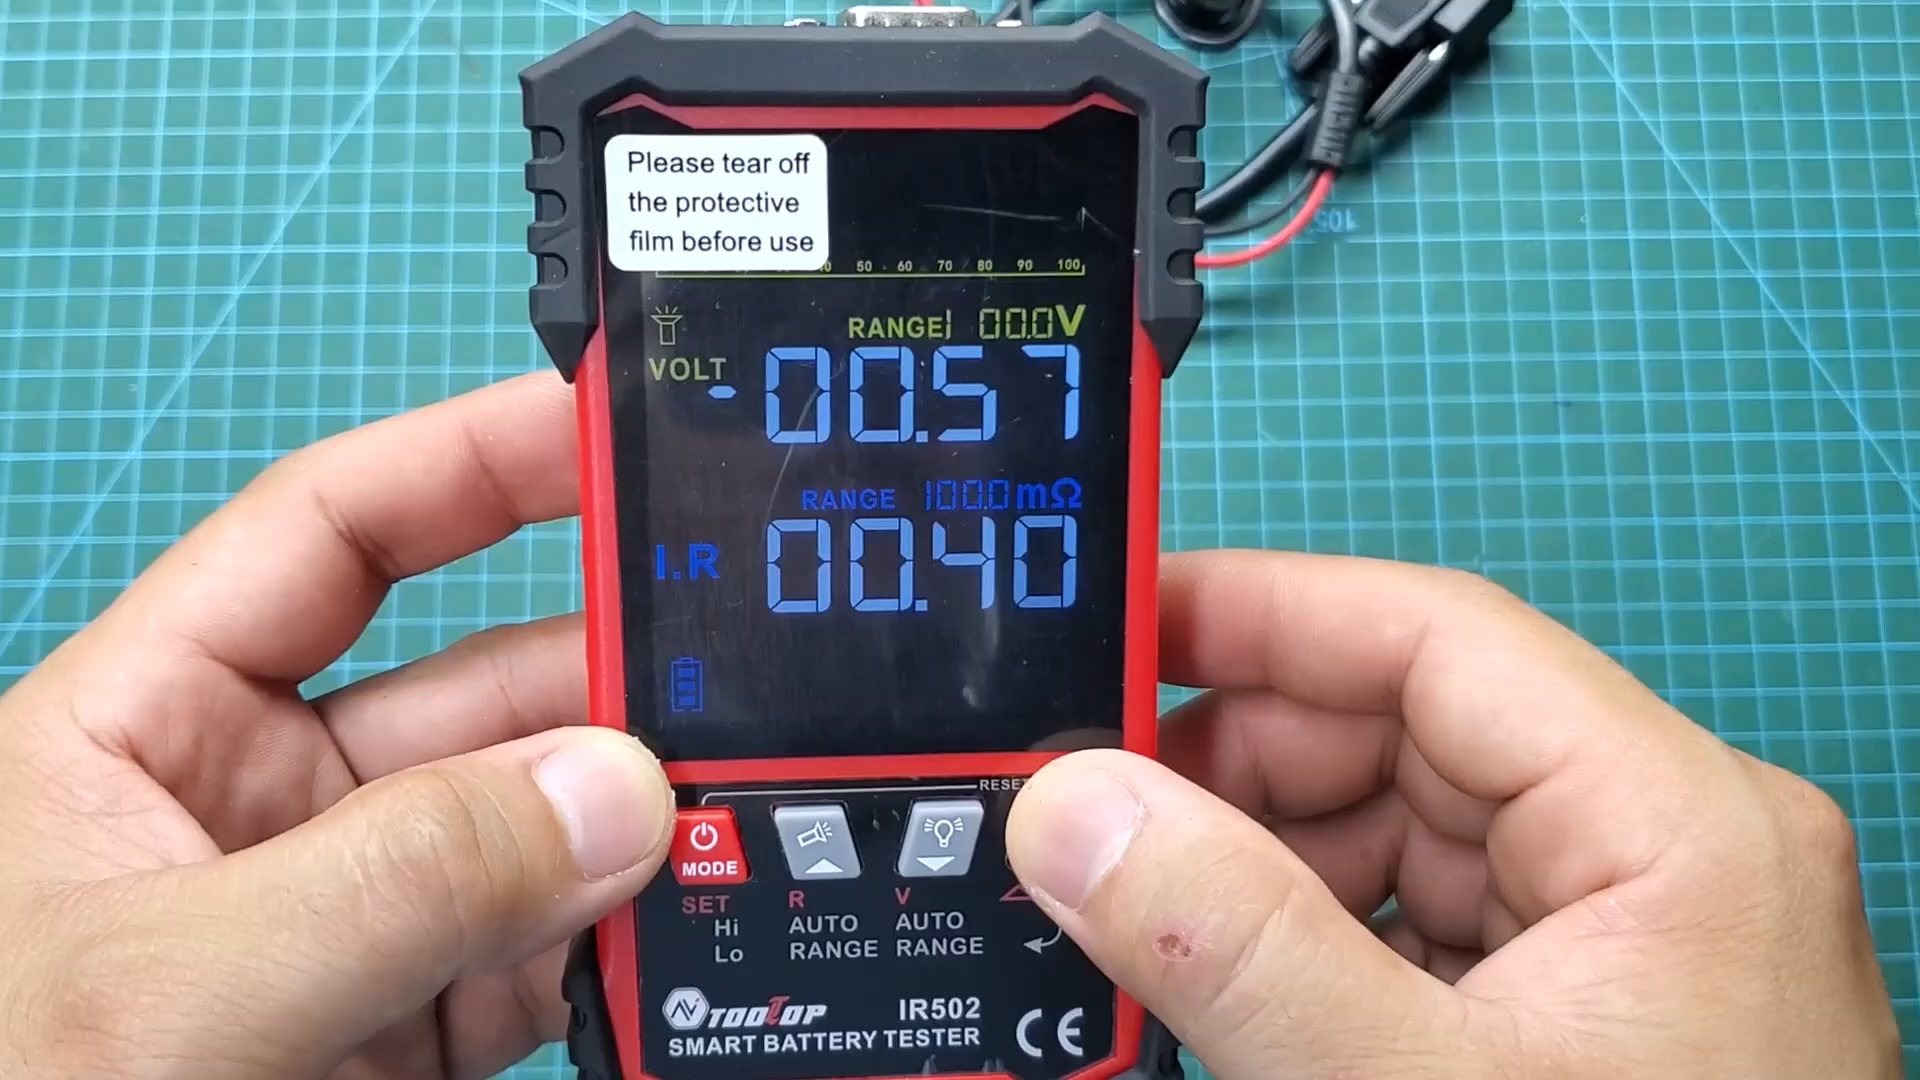 Please tear off
the protective
film before use
50 60 70 80 90 100
RANGE 100.0V
VOLT -00.57
RANGE 100.0mΩ
I.R 00.40
RESET
MODE
SET R V
Hi AUTO AUTO
Lo RANGE RANGE
TOOLTOP IR502
SMART BATTERY TESTER CE